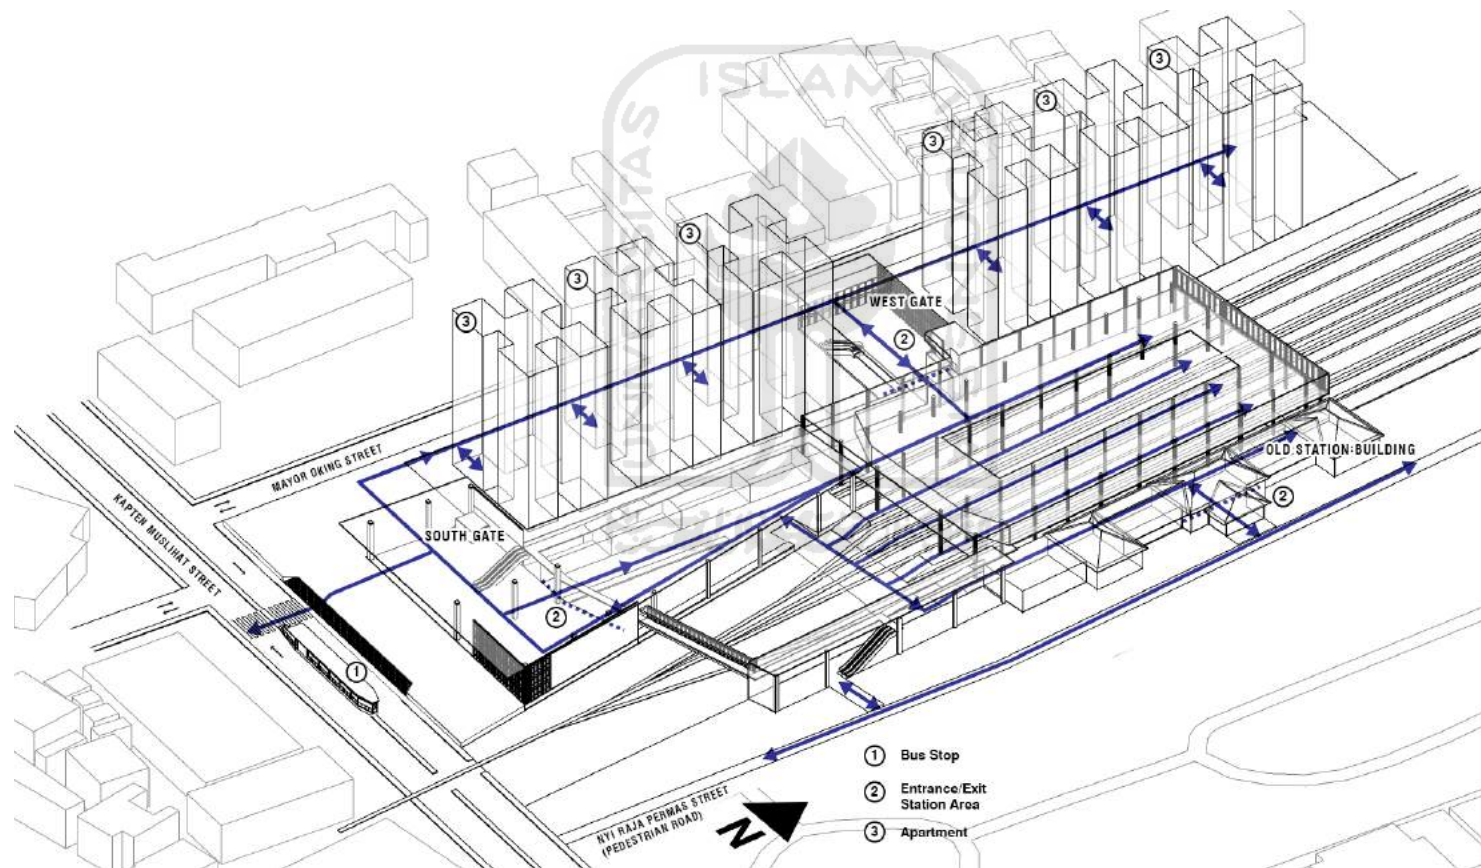 ISLAM
UNIVERSITAS
INDONESIA
3
3
3
3
3
3
WEST GATE
2
OLD STATION BUILDING
2
MAYOR OKING STREET
KAPTEN MUSLIHAT STREET
SOUTH GATE
2
1
1 Bus Stop
2 Entrance/Exit
Station Area
3 Apartment
NYI RAJA PERMAS STREET
(PEDESTRIAN ROAD)
N